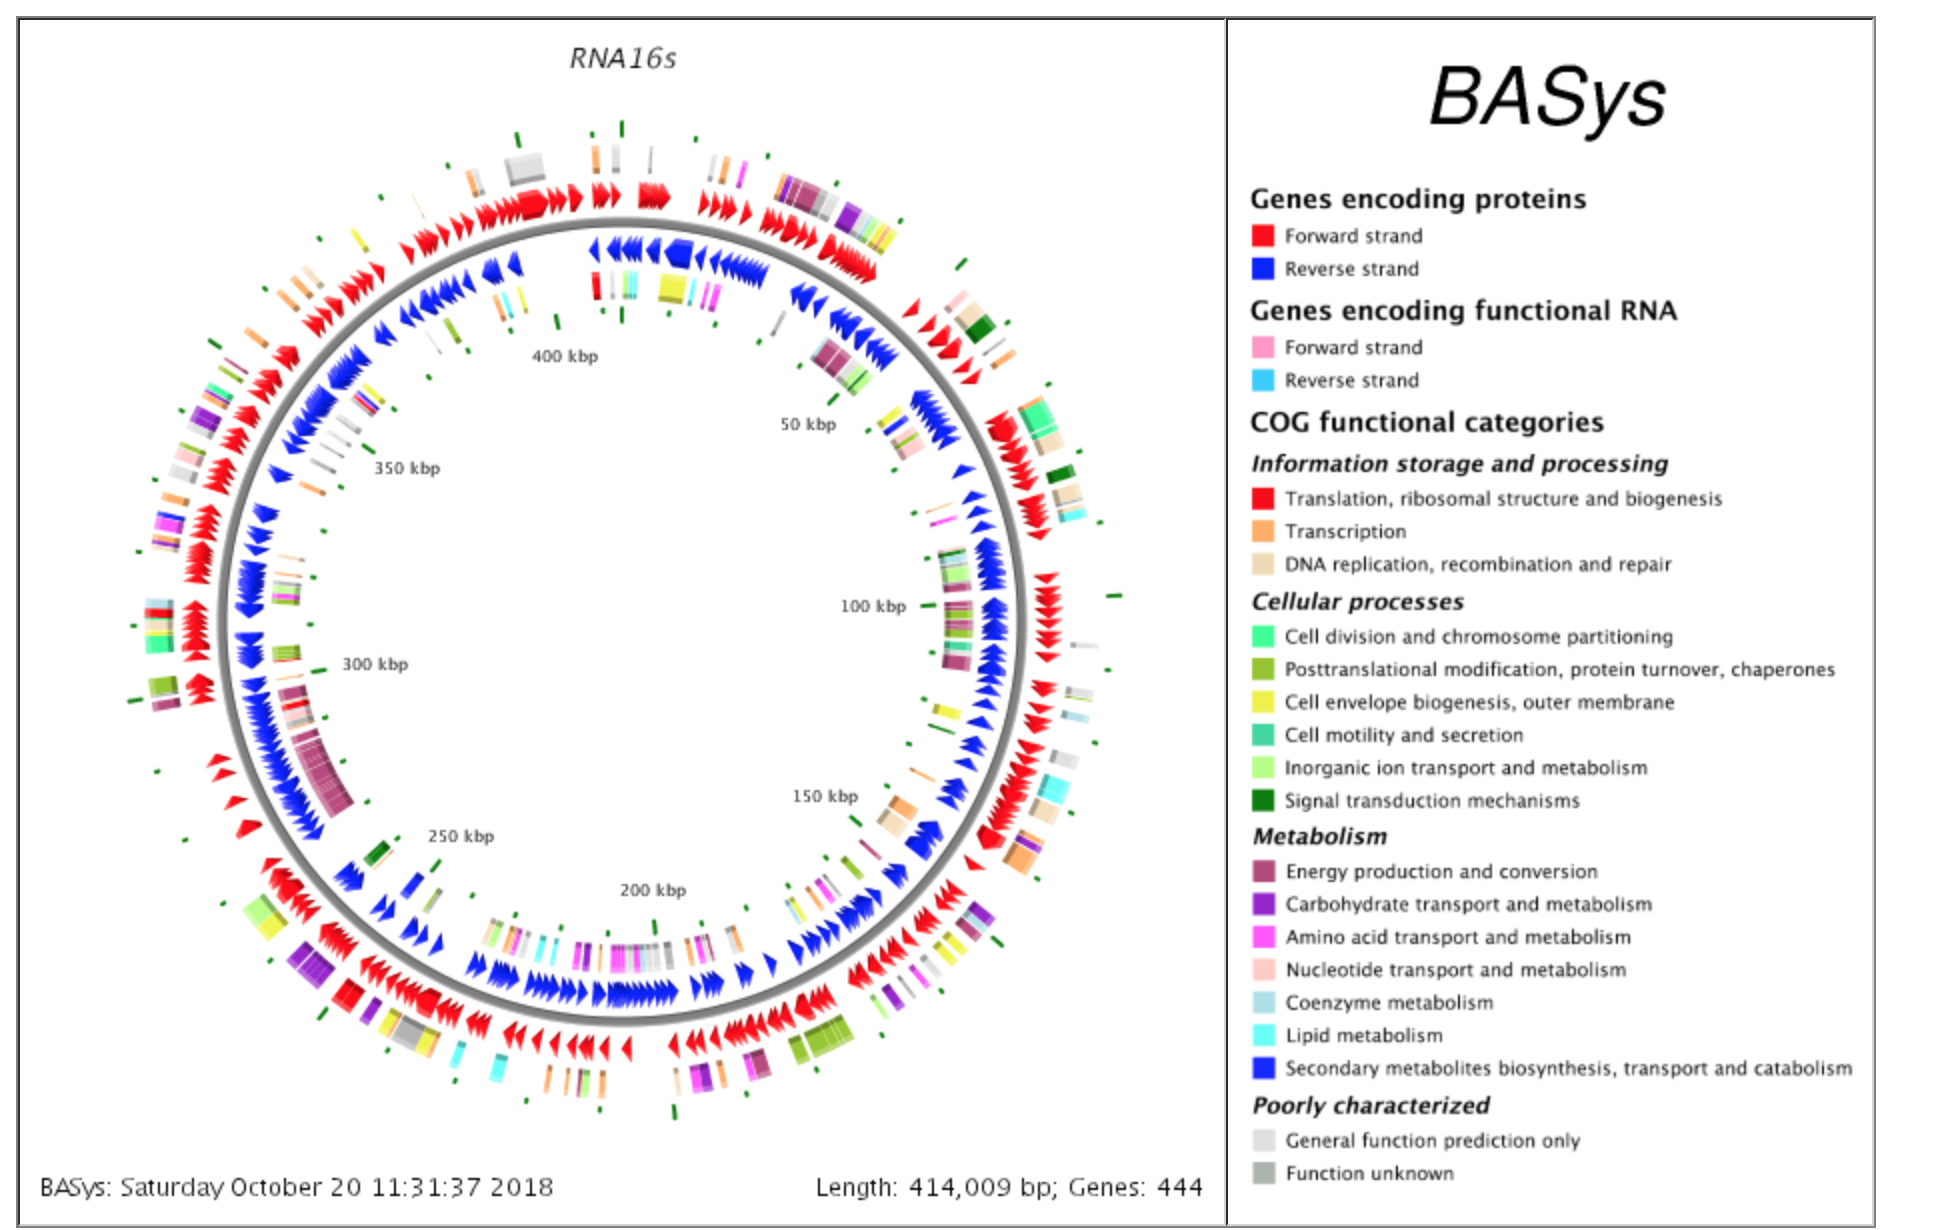 RNA16s
400 kbp
50 kbp
350 kbp
100 kbp
300 kbp
150 kbp
250 kbp
200 kbp
BASys: Saturday October 20 11:31:37 2018
Length: 414,009 bp; Genes: 444
BASys
Genes encoding proteins
Forward strand
Reverse strand
Genes encoding functional RNA
Forward strand
Reverse strand
COG functional categories
Information storage and processing
Translation, ribosomal structure and biogenesis
Transcription
DNA replication, recombination and repair
Cellular processes
Cell division and chromosome partitioning
Posttranslational modification, protein turnover, chaperones
Cell envelope biogenesis, outer membrane
Cell motility and secretion
Inorganic ion transport and metabolism
Signal transduction mechanisms
Metabolism
Energy production and conversion
Carbohydrate transport and metabolism
Amino acid transport and metabolism
Nucleotide transport and metabolism
Coenzyme metabolism
Lipid metabolism
Secondary metabolites biosynthesis, transport and catabolism
Poorly characterized
General function prediction only
Function unknown